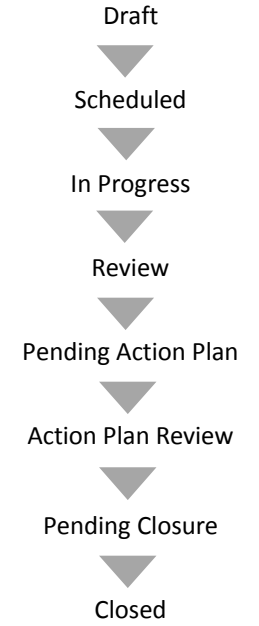 Draft
Scheduled
In Progress
Review
Pending Action Plan
Action Plan Review
Pending Closure
Closed